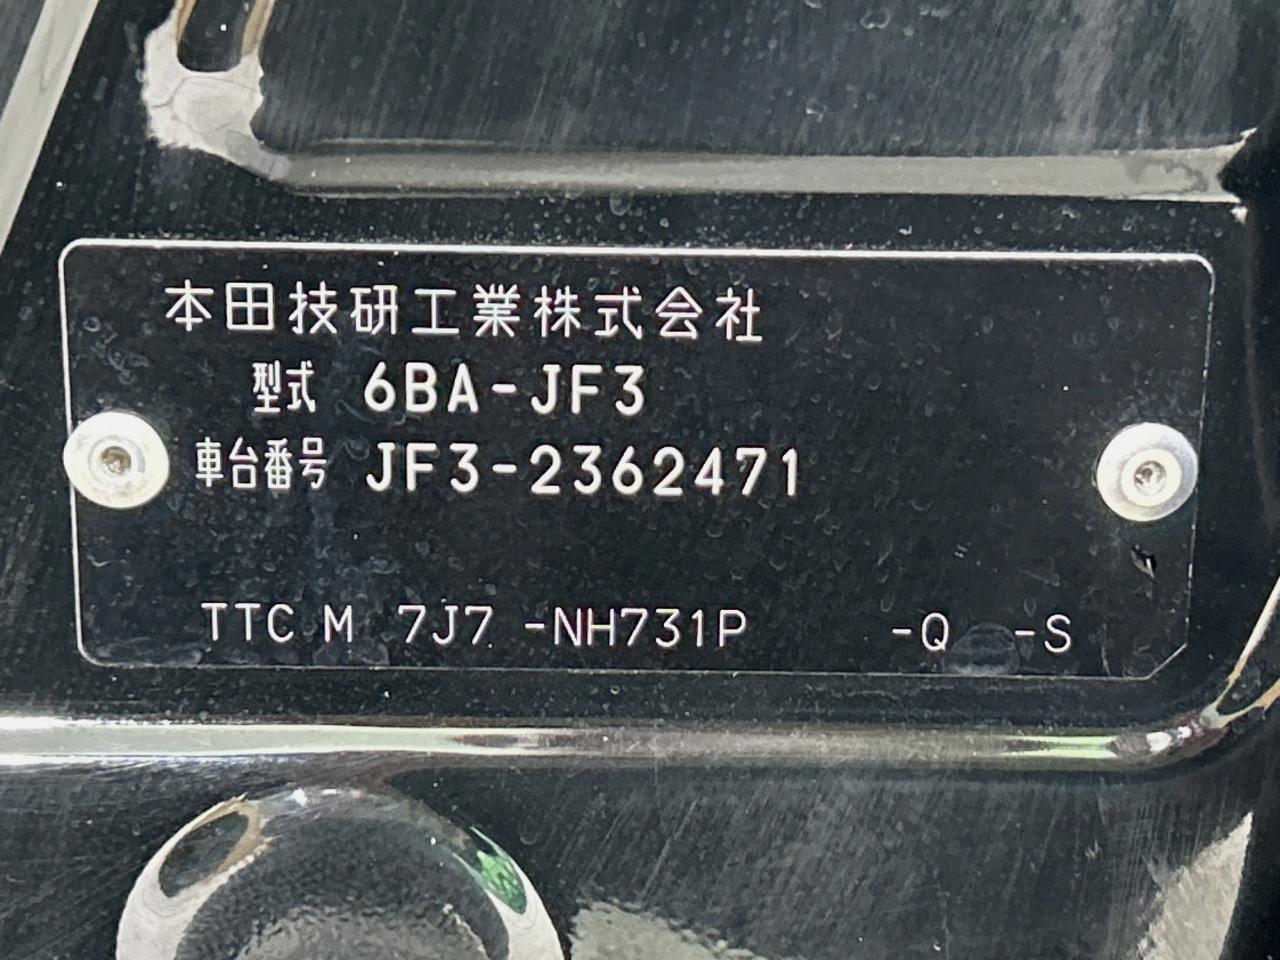 本田技研工業株式会社
型式 6BA-JF3
車台番号 JF3-2362471
TTC M 7J7 -NH731P -Q -S